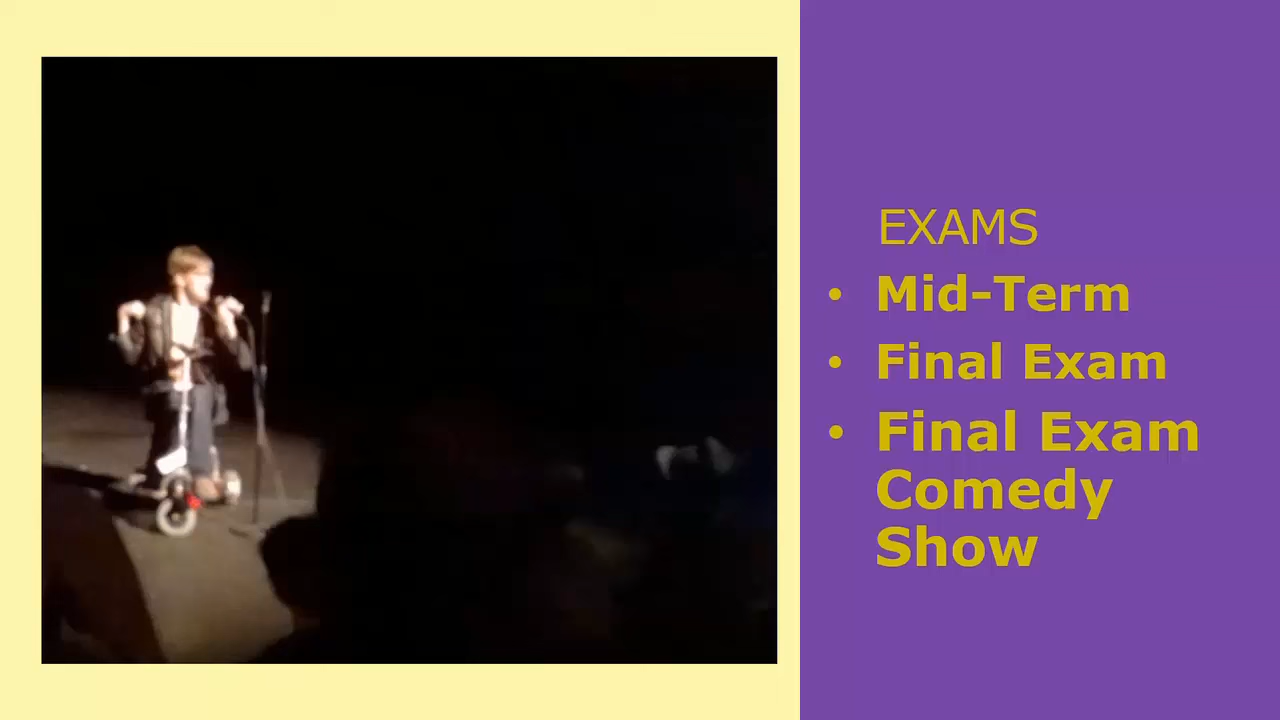 EXAMS
• Mid-Term
• Final Exam
• Final Exam
Comedy
Show